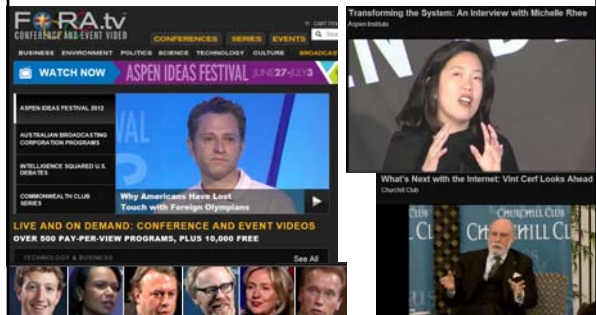 FORA.tv
CONFERENCE AND EVENT VIDEO
CONFERENCES SERIES EVENTS
BUSINESS ENVIRONMENT POLITICS SCIENCE TECHNOLOGY CULTURE BROADCAS
WATCH NOW ASPEN IDEAS FESTIVAL JUNE27-JULY3
ASPEN IDEAS FESTIVAL 2012
AUSTRALIAN BROADCASTING
CORPORATION PROGRAMS
INTELLIGENCE SQUARED U.S.
DEBATES
COMMONWEALTH CLUB
SERIES
Why Americans Have Lost
Touch with Foreign Olympians
LIVE AND ON DEMAND: CONFERENCE AND EVENT VIDEOS
OVER 500 PAY-PER-VIEW PROGRAMS, PLUS 10,000 FREE
TECHNOLOGY & BUSINESS See All
Transforming the System: An Interview with Michelle Rhee
Aspen Institute
What's Next with the Internet: Vint Cerf Looks Ahead
Churchill Club
CHURCHILL CLUB